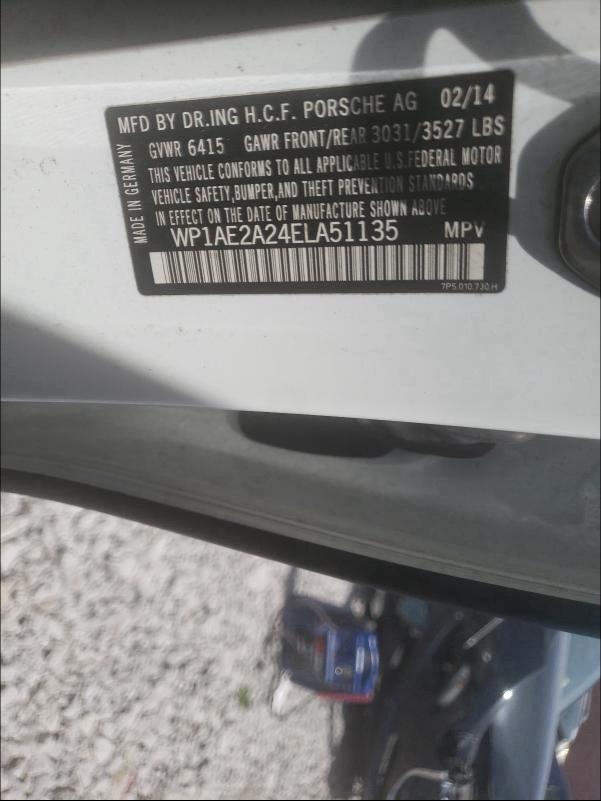 MFD BY DR.ING H.C.F. PORSCHE AG 02/14
GVWR 6415 GAWR FRONT/REAR 3031/3527 LBS
THIS VEHICLE CONFORMS TO ALL APPLICABLE U.S.FEDERAL MOTOR
VEHICLE SAFETY,BUMPER,AND THEFT PREVENTION STANDARDS
IN EFFECT ON THE DATE OF MANUFACTURE SHOWN ABOVE
WP1AE2A24ELA51135 MPV
7P5.010.730.H
MADE IN GERMANY